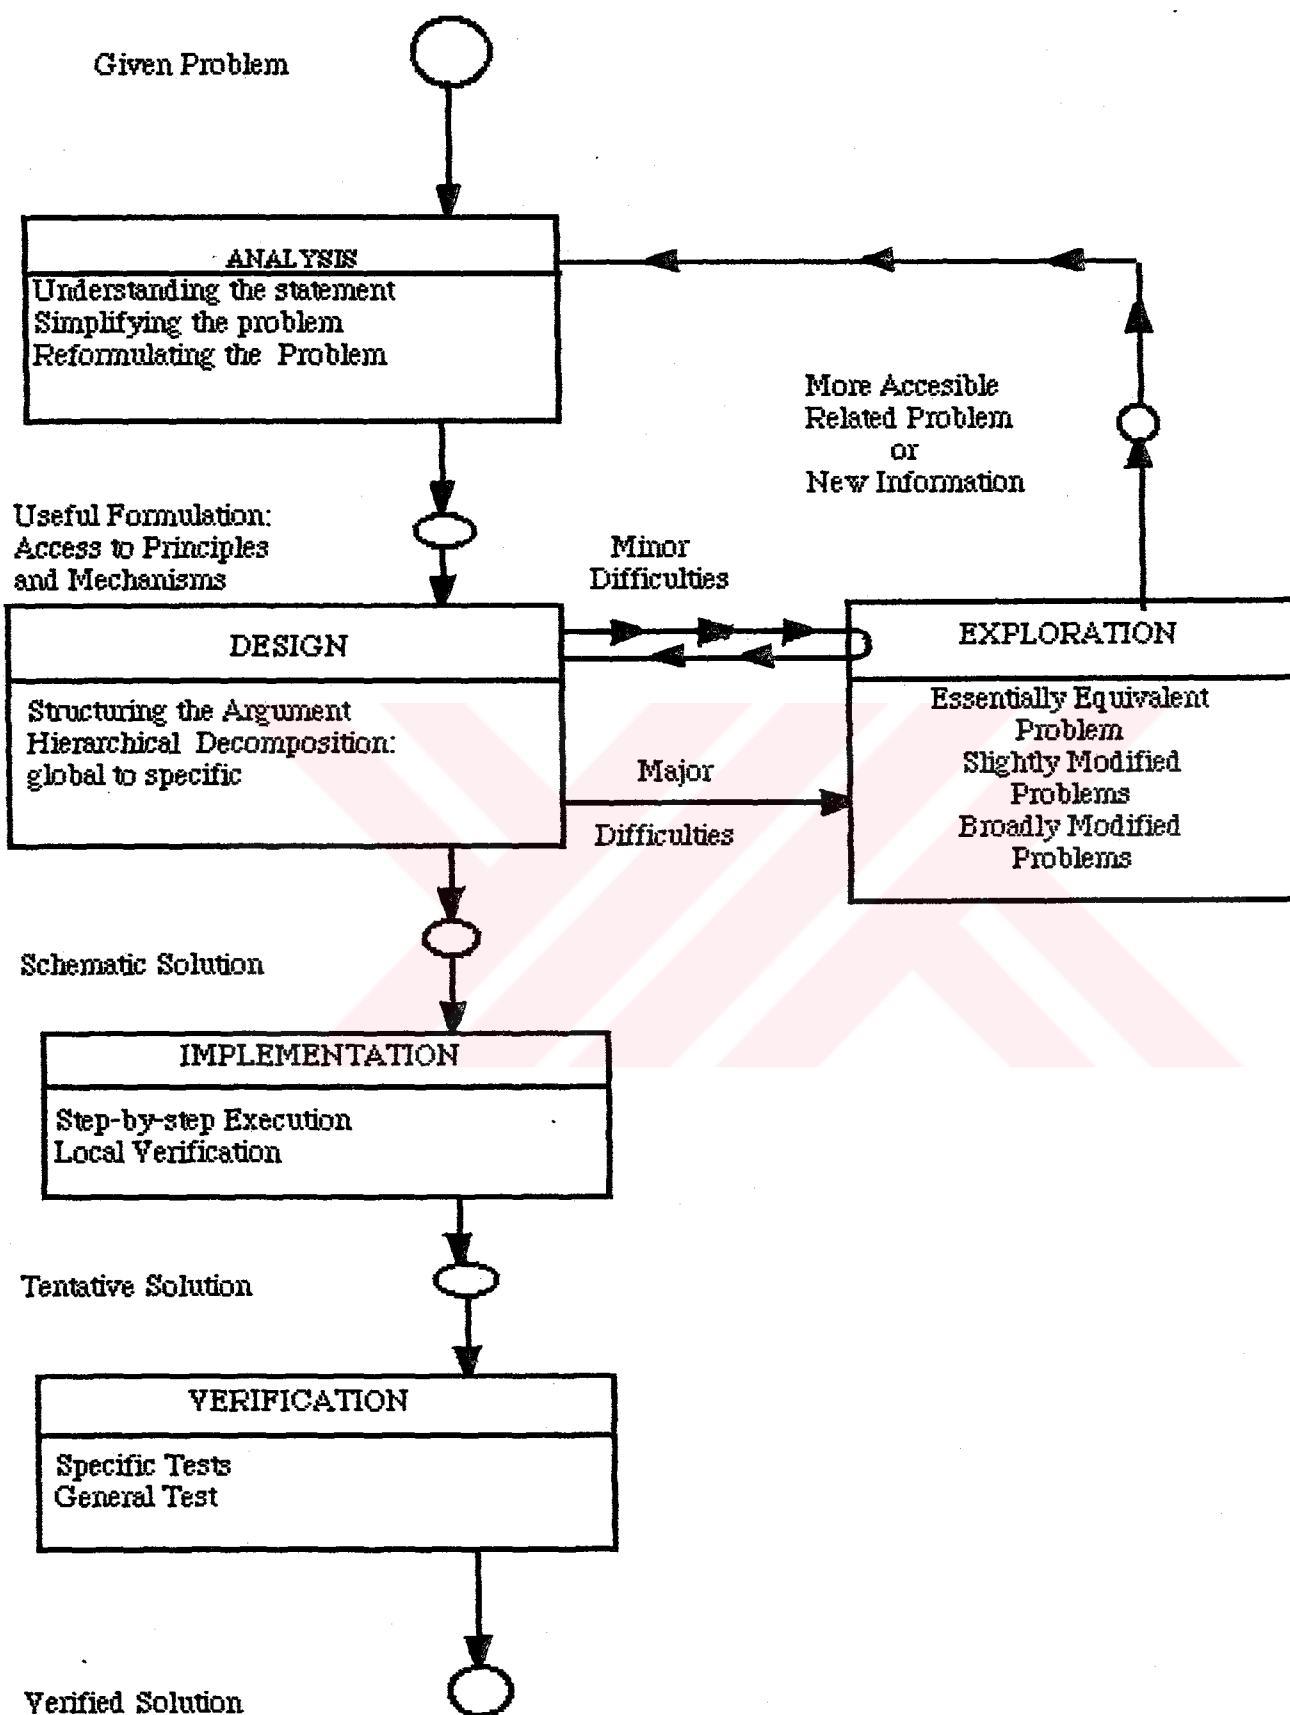 Given Problem
ANALYSIS
Understanding the statement
Simplifying the problem
Reformulating the Problem
More Accesible
Related Problem
or
New Information
Useful Formulation:
Access to Principles
and Mechanisms
Minor
Difficulties
DESIGN
Structuring the Argument
Hierarchical Decomposition:
global to specific
EXPLORATION
Essentially Equivalent
Problem
Slightly Modified
Problems
Broadly Modified
Problems
Major
Difficulties
Schematic Solution
IMPLEMENTATION
Step-by-step Execution
Local Verification
Tentative Solution
VERIFICATION
Specific Tests
General Test
Verified Solution